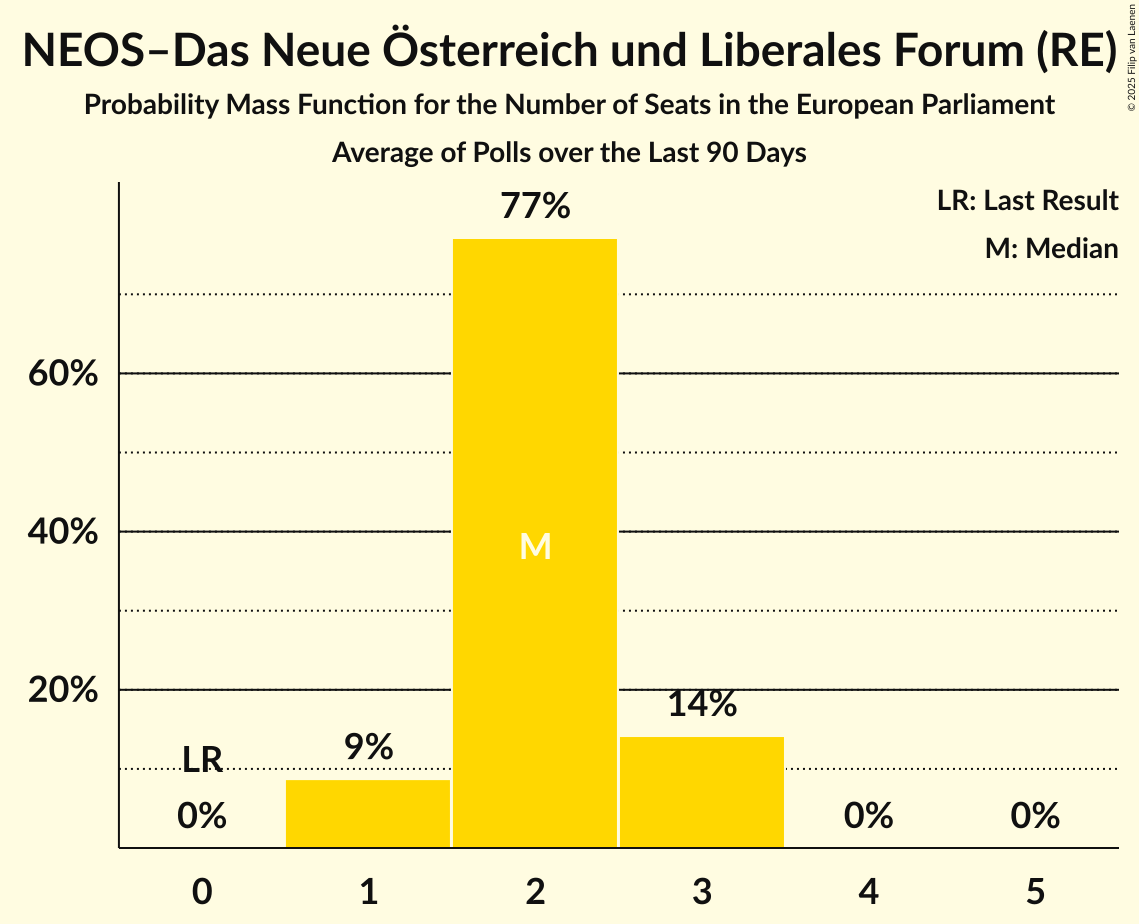 NEOS–Das Neue Österreich und Liberales Forum (RE)
Probability Mass Function for the Number of Seats in the European Parliament
Average of Polls over the Last 90 Days
© 2025 Filip van Laenen
LR: Last Result
M: Median
77%
60%
40%
M
20%
14%
LR
9%
0%
0%
0%
0
1
2
3
4
5